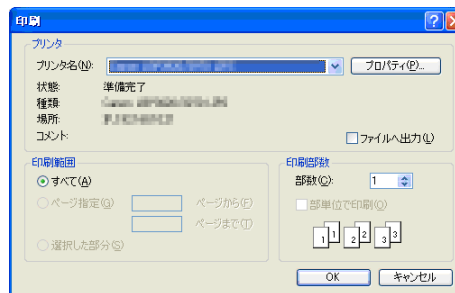 印刷
プリンタ
プリンタ名(N):
プロパティ(P)...
状態: 準備完了
種類:
場所:
コメント:
ファイルへ出力(L)
印刷範囲
すべて(A)
ページ指定(G) ページから(F)
ページまで(T)
選択した部分(S)
印刷部数
部数(C): 1
部単位で印刷(O)
1 1 2 2 3 3
OK キャンセル